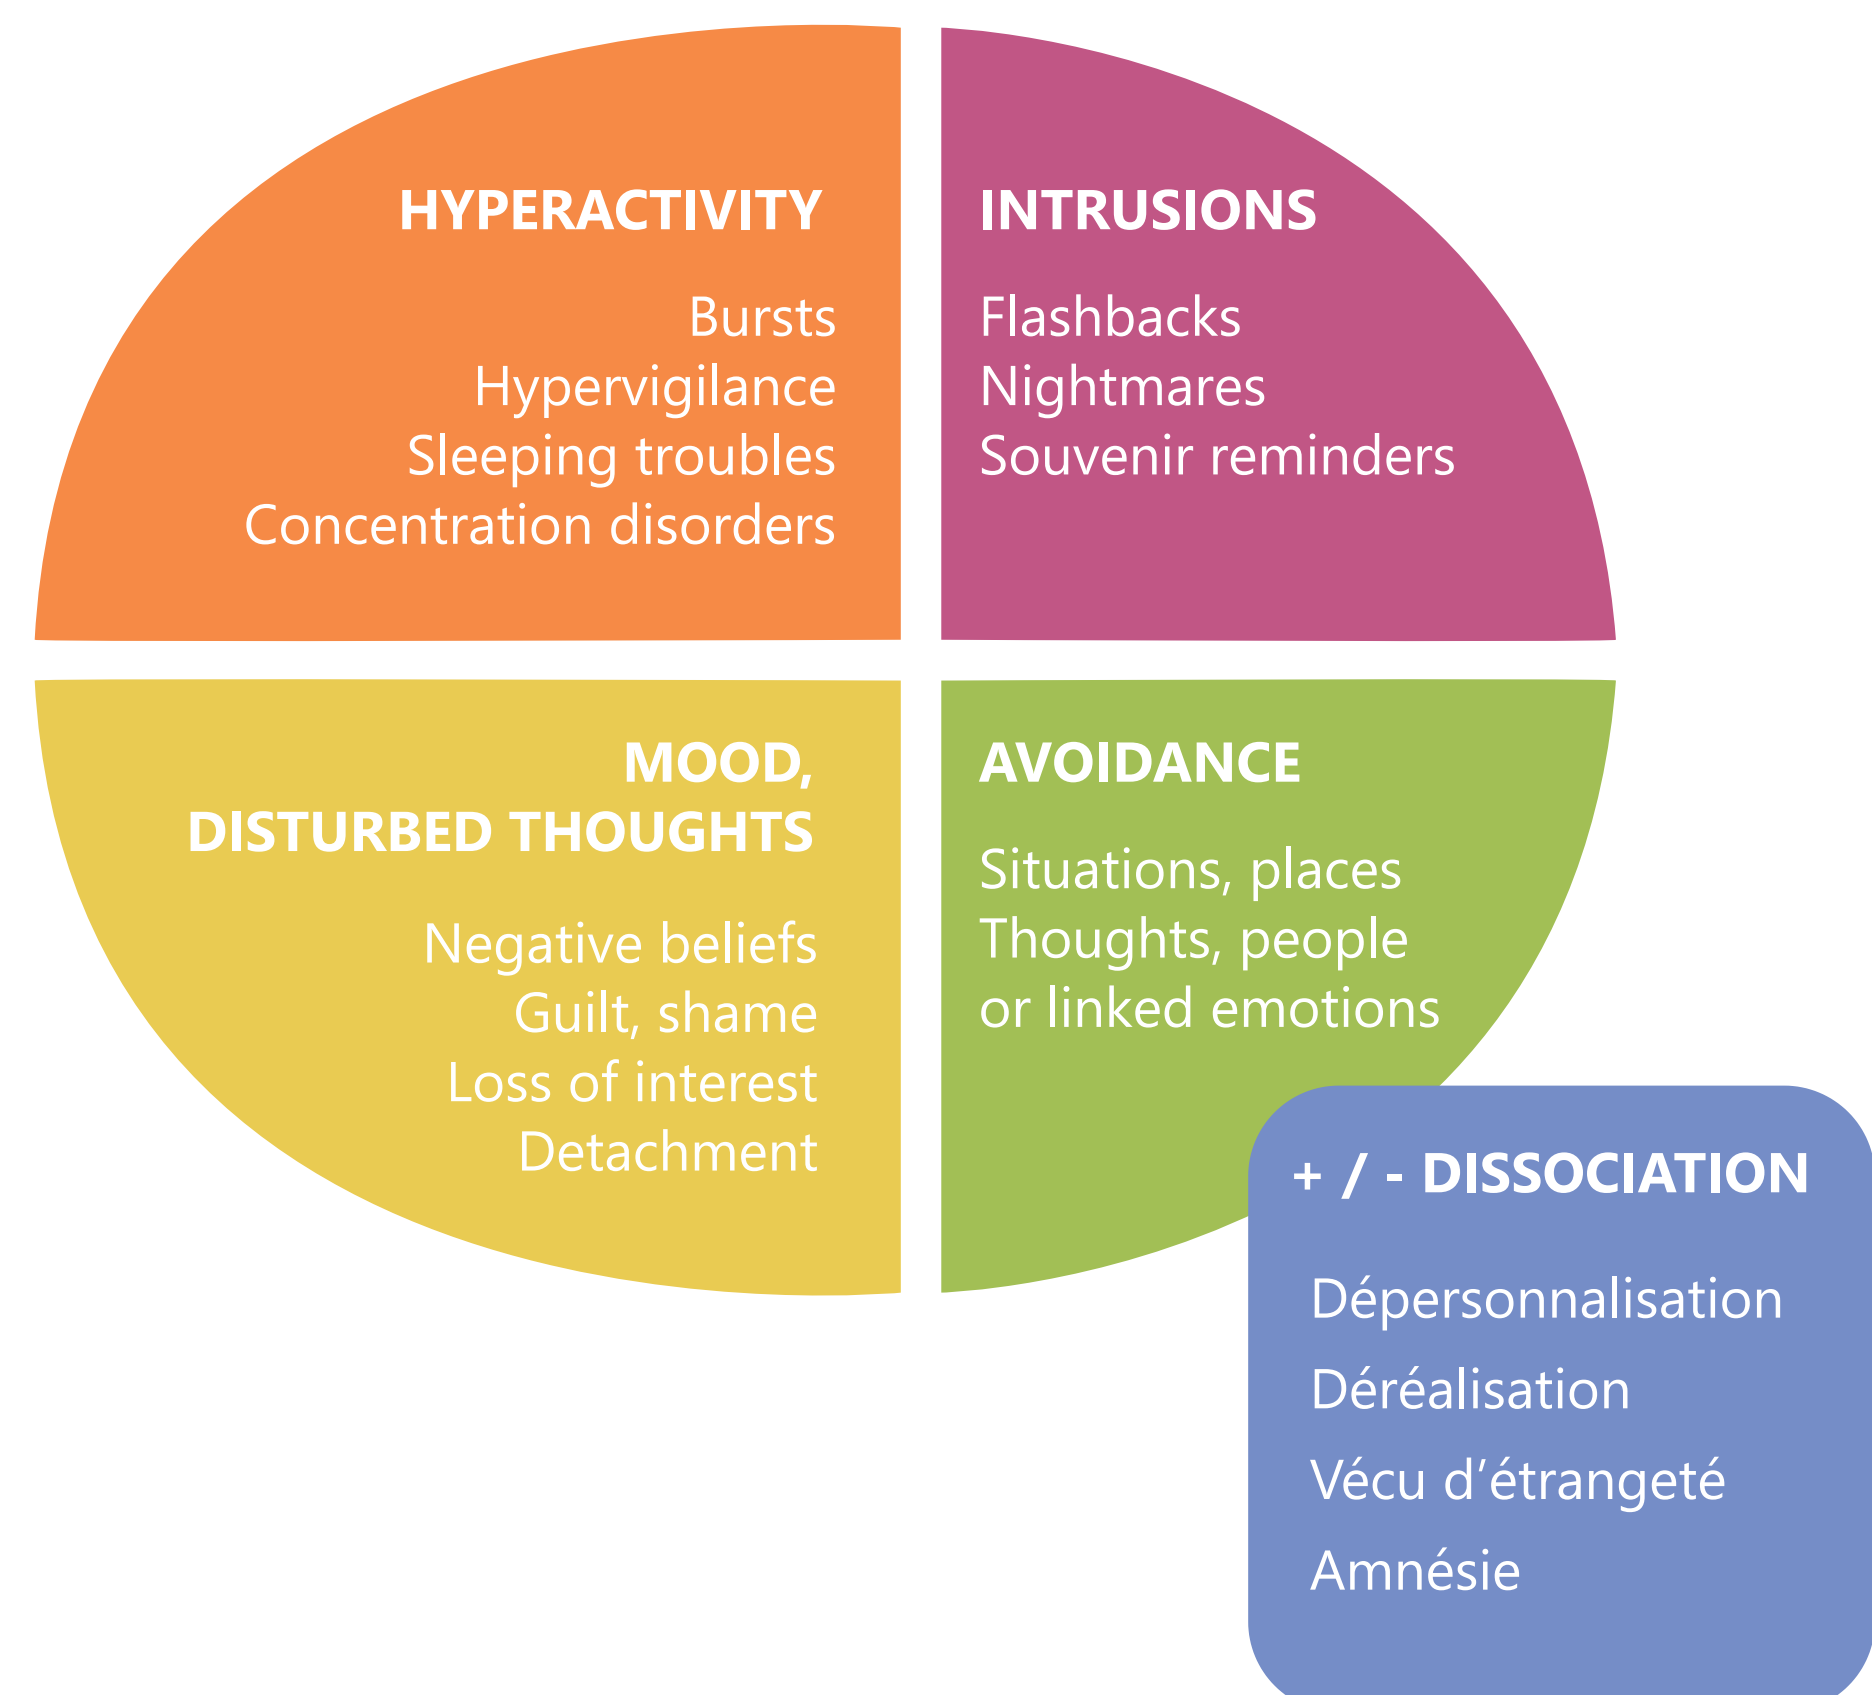 HYPERACTIVITY
Bursts
Hypervigilance
Sleeping troubles
Concentration disorders
INTRUSIONS
Flashbacks
Nightmares
Souvenir reminders
MOOD,
DISTURBED THOUGHTS
Negative beliefs
Guilt, shame
Loss of interest
Detachment
AVOIDANCE
Situations, places
Thoughts, people
or linked emotions
+ / - DISSOCIATION
Dépersonnalisation
Déréalisation
Vécu d’étrangeté
Amnésie